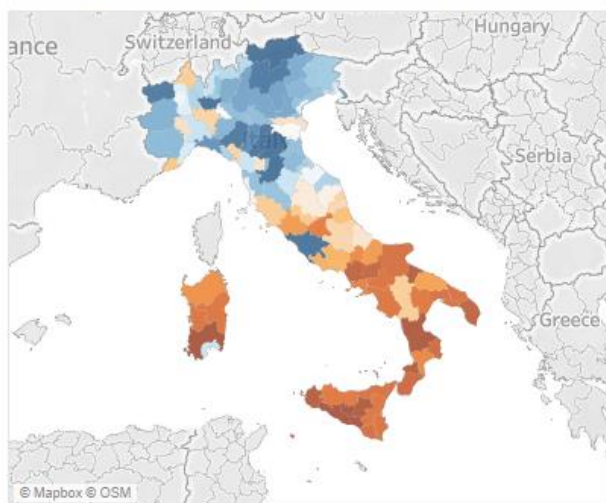 Hungary
Switzerland
ance
Serbia
Greece
© Mapbox © OSM